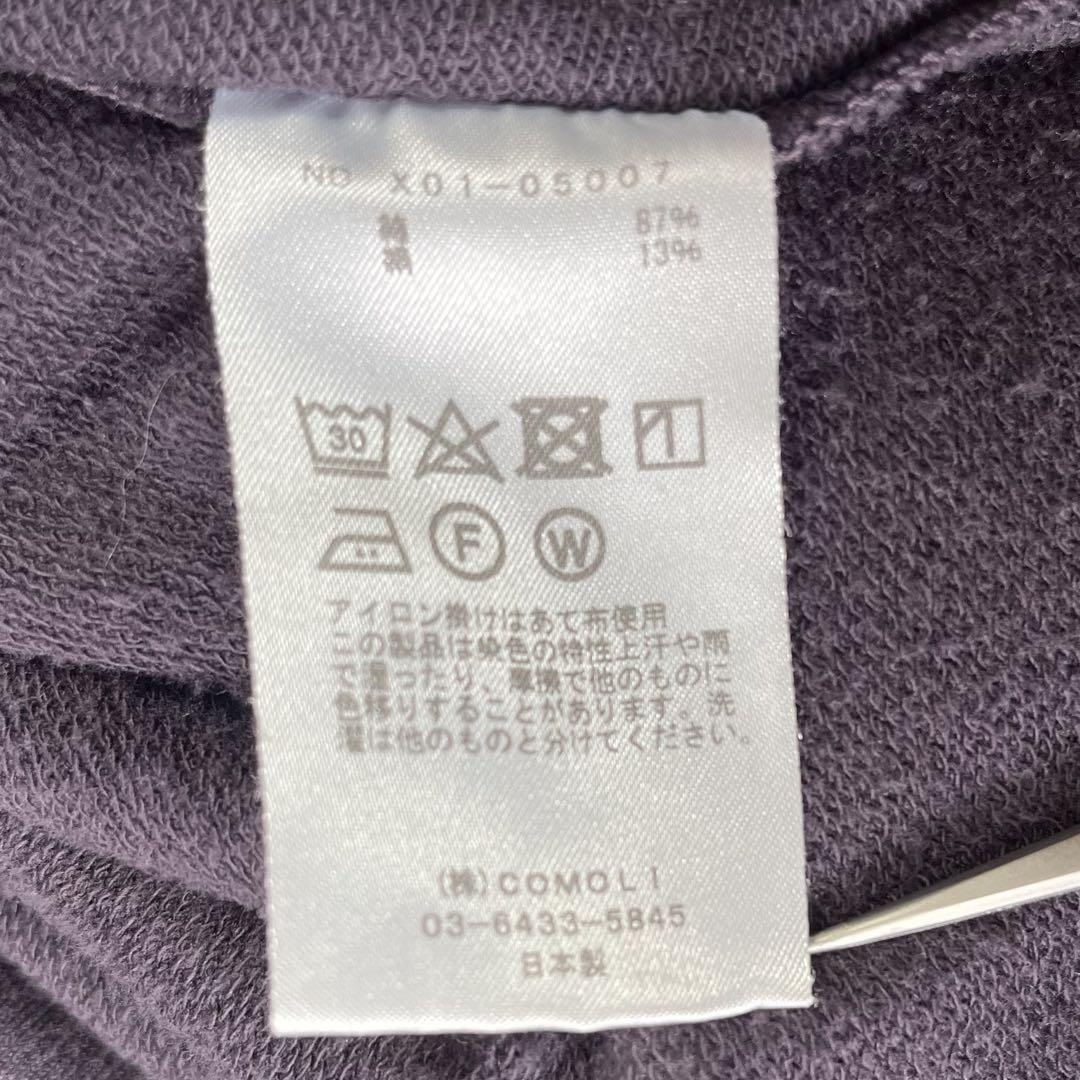 NO X01-05007
綿 87%
絹 13%
30
F W
アイロン掛けはあて布使用
この製品は染色の特性上汗や雨
で湿ったり、摩擦で他のものに
色移りすることがあります。洗
濯は他のものと分けてください。
(株)COMOLI
03-6433-5845
日本製